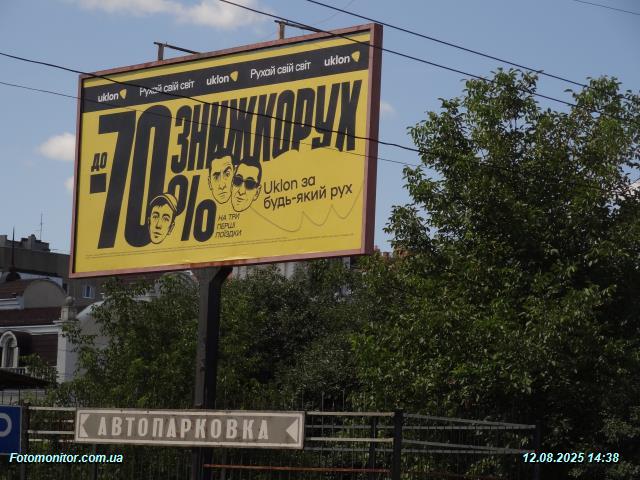 uklon Рухай свій світ uklon Рухай свій світ uklon
до
-70%
ЗНИЖКОРУХ
на три
перші
поїздки
Uklon за
будь-який рух
АВТОПАРКОВКА
P
Fotomonitor.com.ua
12.08.2025 14:38